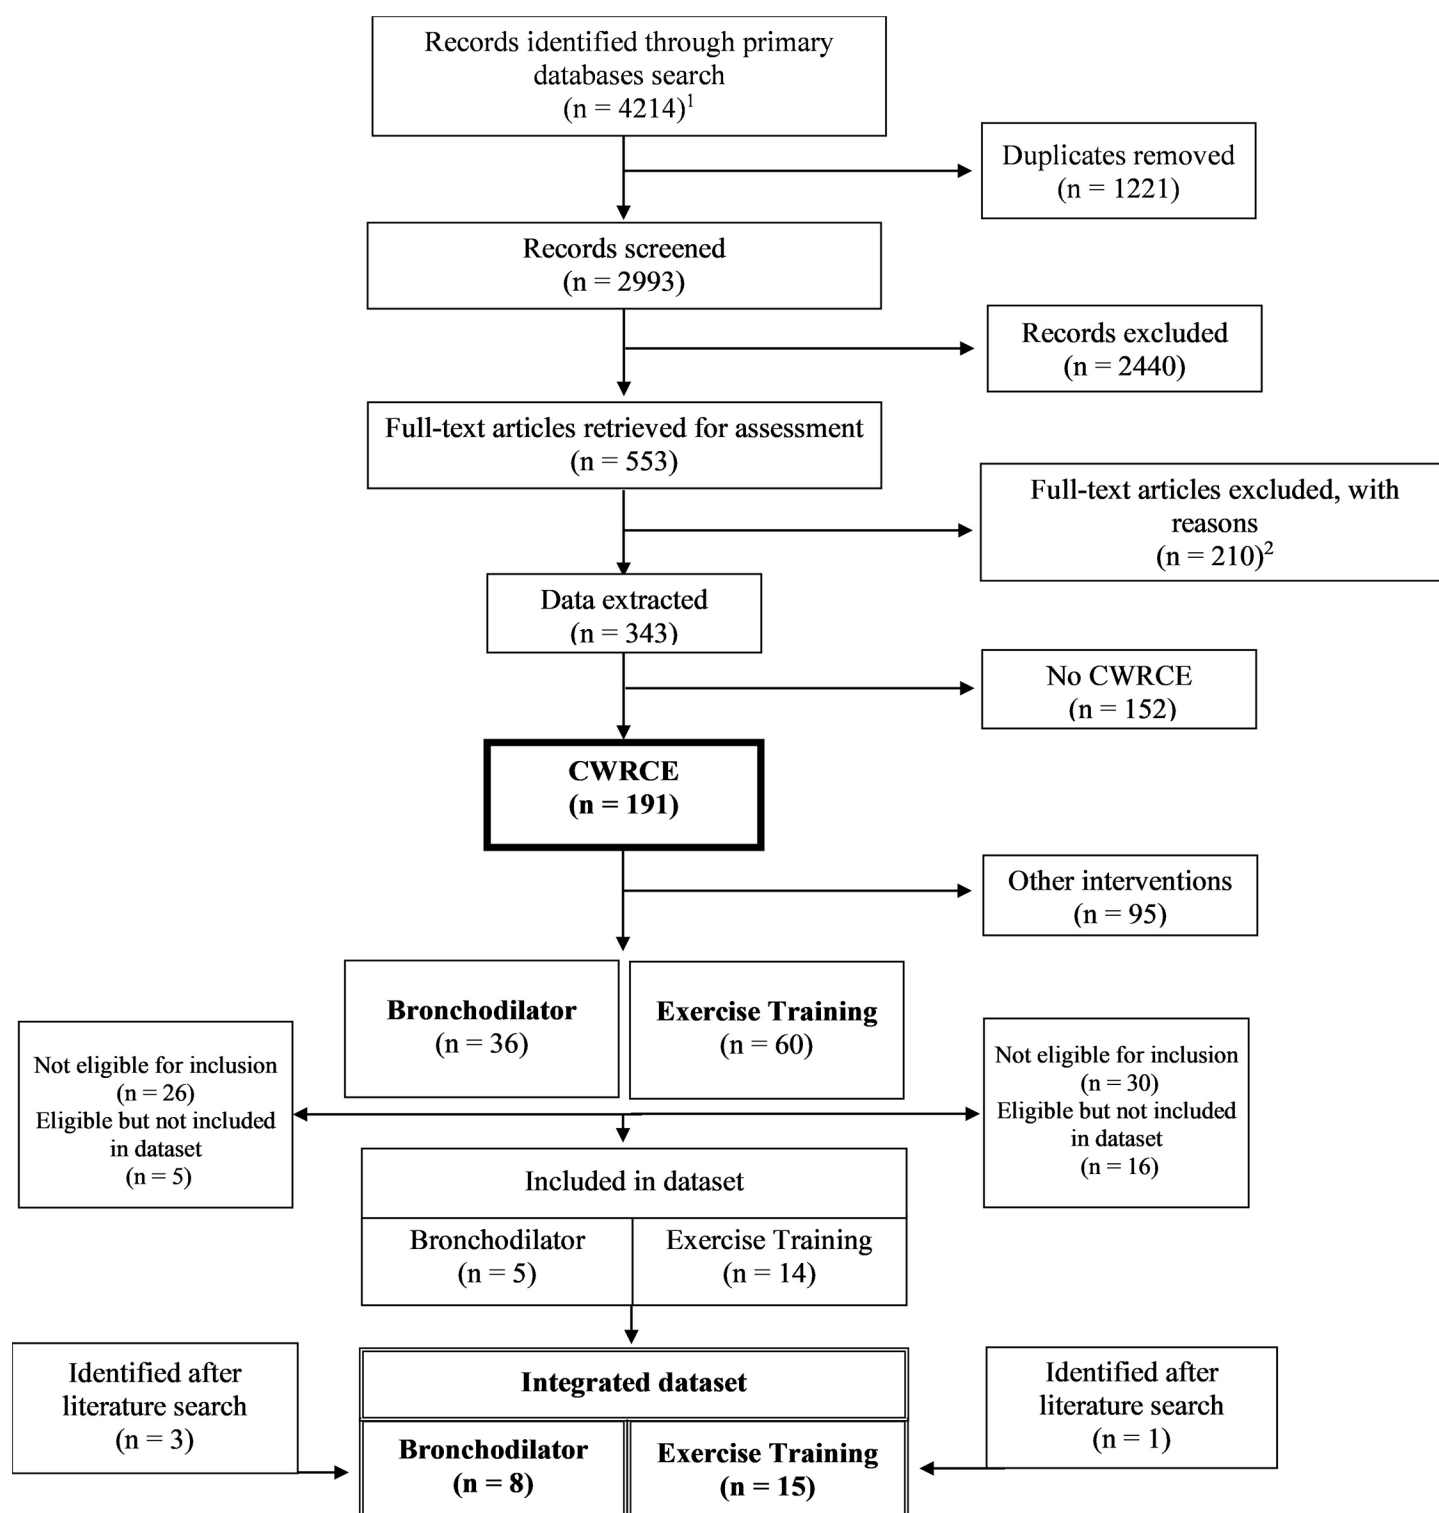 Records identified through primary
databases search
(n = 4214)1
Duplicates removed
(n = 1221)
Records screened
(n = 2993)
Records excluded
(n = 2440)
Full-text articles retrieved for assessment
(n = 553)
Full-text articles excluded, with
reasons
(n = 210)2
Data extracted
(n = 343)
No CWRCE
(n = 152)
CWRCE
(n = 191)
Other interventions
(n = 95)
Bronchodilator
(n = 36)
Exercise Training
(n = 60)
Not eligible for inclusion
(n = 26)
Eligible but not included
in dataset
(n = 5)
Not eligible for inclusion
(n = 30)
Eligible but not included
in dataset
(n = 16)
Included in dataset
Bronchodilator
(n = 5)
Exercise Training
(n = 14)
Identified after
literature search
(n = 3)
Integrated dataset
Bronchodilator
(n = 8)
Exercise Training
(n = 15)
Identified after
literature search
(n = 1)